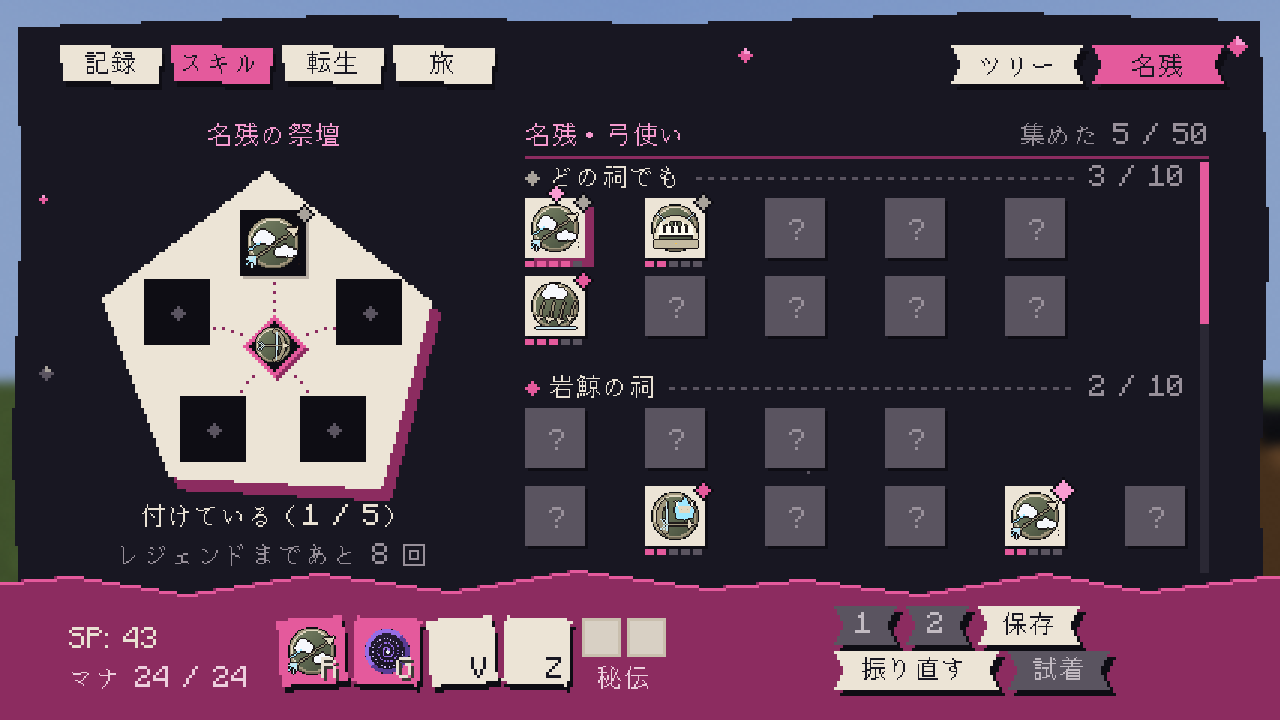 記録 スキル 転生 旅 ツリー 名残
名残の祭壇
名残・弓使い 集めた 5 / 50
どの祠でも 3 / 10
? ? ?
? ? ? ?
岩鯨の祠 2 / 10
? ? ? ?
? ? ? ?
付けている (1 / 5)
レジェンドまであと 8 回
SP: 43
マナ 24 / 24
R G V Z
秘伝
1 2 保存
振り直す 試着